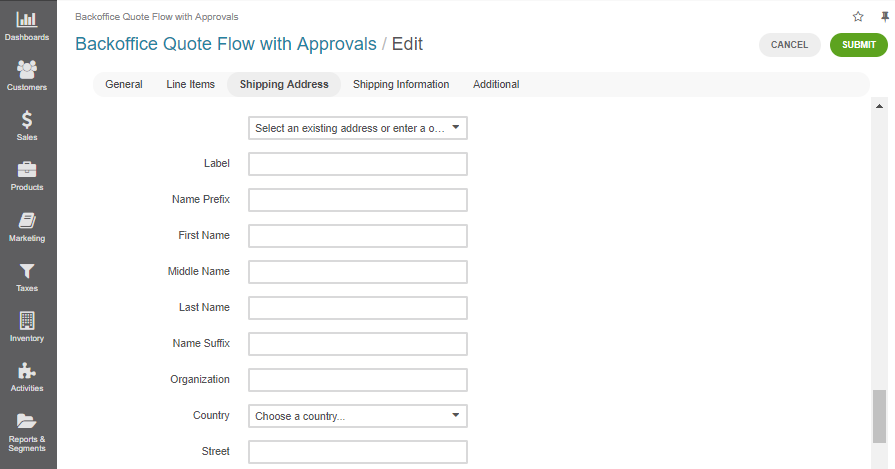 Backoffice Quote Flow with Approvals
Backoffice Quote Flow with Approvals / Edit
CANCEL
SUBMIT
General
Line Items
Shipping Address
Shipping Information
Additional
Dashboards
Customers
Sales
Products
Marketing
Taxes
Inventory
Activities
Reports &
Segments
Select an existing address or enter a o...
Label
Name Prefix
First Name
Middle Name
Last Name
Name Suffix
Organization
Country
Choose a country...
Street